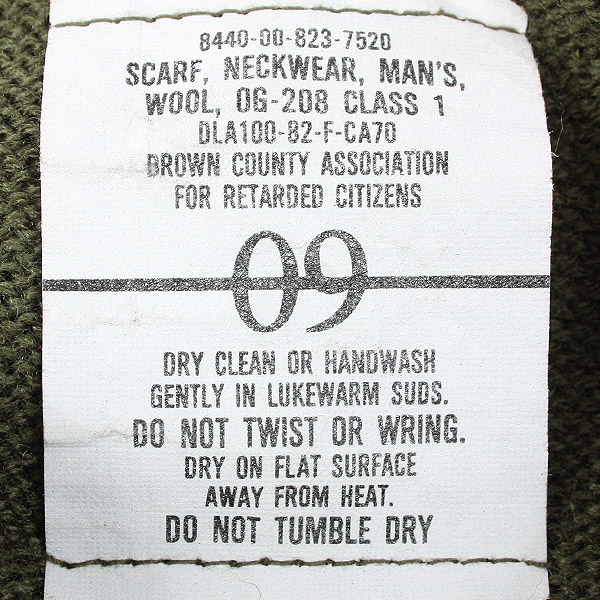 8440-00-823-7520
SCARF, NECKWEAR, MAN'S,
WOOL, OG-208 CLASS 1
DLA100-82-F-CA70
BROWN COUNTY ASSOCIATION
FOR RETARDED CITIZENS
09
DRY CLEAN OR HANDWASH
GENTLY IN LUKEWARM SUDS.
DO NOT TWIST OR WRING.
DRY ON FLAT SURFACE
AWAY FROM HEAT.
DO NOT TUMBLE DRY